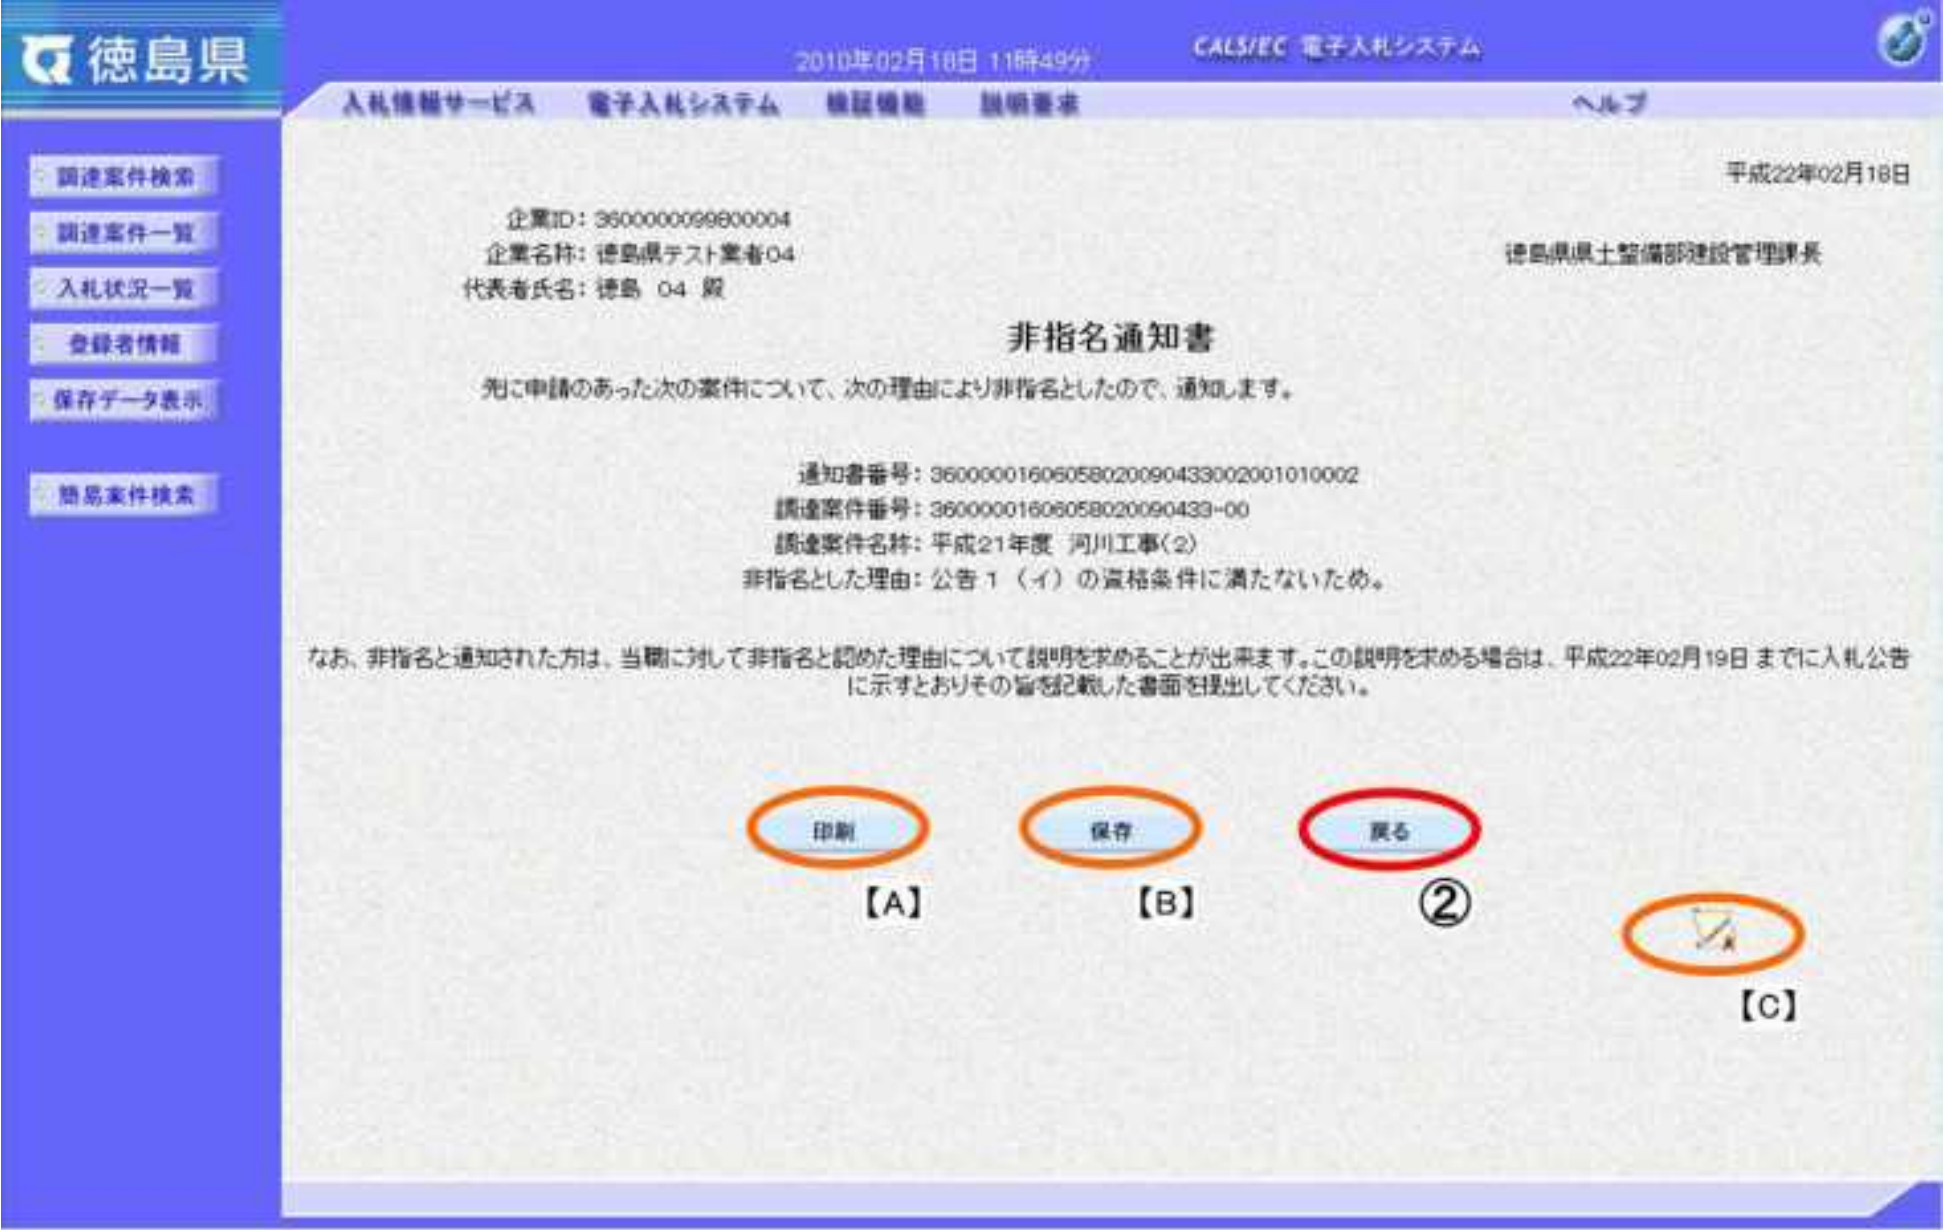 徳島県
2010年02月18日 11時49分
CALS/EC 電子入札システム
入札情報サービス 電子入札システム 検証機能 説明要求 ヘルプ
調達案件検索
調達案件一覧
入札状況一覧
登録者情報
保存データ表示
簡易案件検索
平成22年02月18日
企業ID：3600000099800004
企業名称：徳島県テスト業者04
代表者氏名：徳島 04 殿
徳島県県土整備部建設管理課長
非指名通知書
先に申請のあった次の案件について、次の理由により非指名としたので、通知します。
通知書番号：360000016060580200904330020010​10002
調達案件番号：36000001606058020090433-00
調達案件名称：平成21年度 河川工事(2)
非指名とした理由：公告１（イ）の資格条件に満たないため。
なお、非指名と通知された方は、当職に対して非指名と認めた理由について説明を求めることが出来ます。この説明を求める場合は、平成22年02月19日 までに入札公告
に示すとおりその旨を記載した書面を提出してください。
印刷 保存 戻る
【A】 【B】 ②
【C】